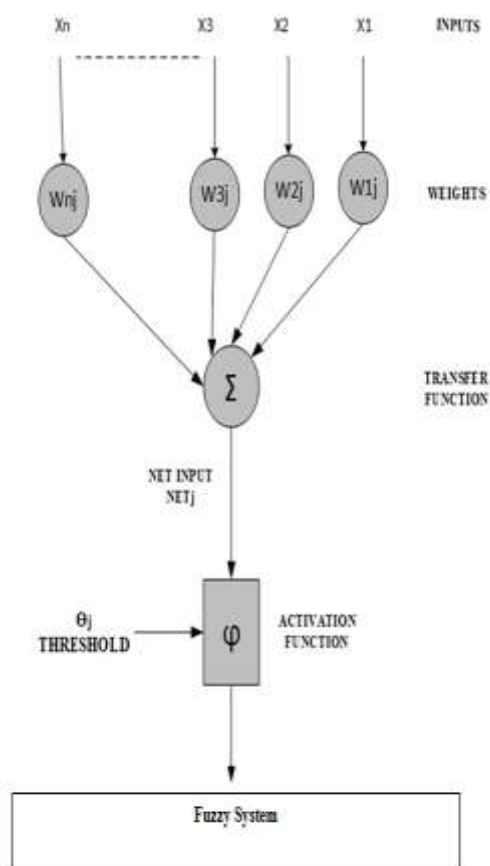 Xn X3 X2 X1 INPUTS
Wnj W3j W2j W1j WEIGHTS
Σ
TRANSFER
FUNCTION
NET INPUT
NETj
θj
THRESHOLD
φ
ACTIVATION
FUNCTION
Fuzzy System